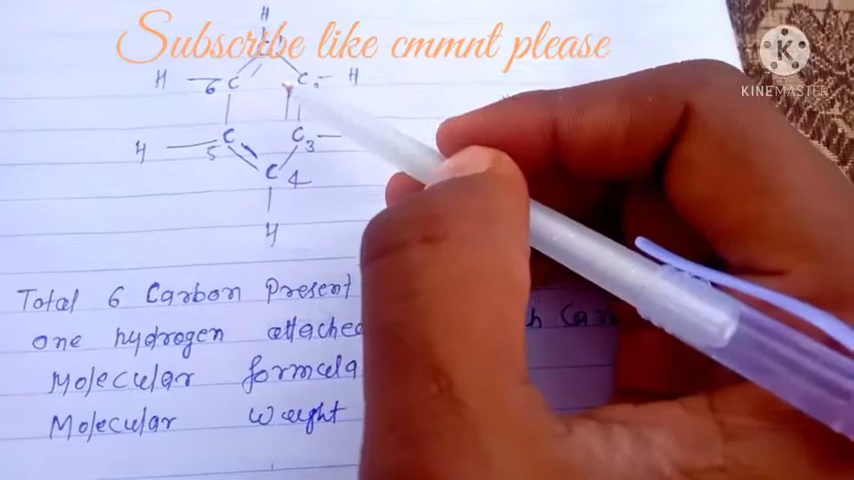 H
Subscribe like cmmnt please
K
KINEMASTER
H 6 C C H
H C C
5 3
C 4
H
Total 6 Carbon Present
one hydrogen attached
Molecular formula
Molecular weight